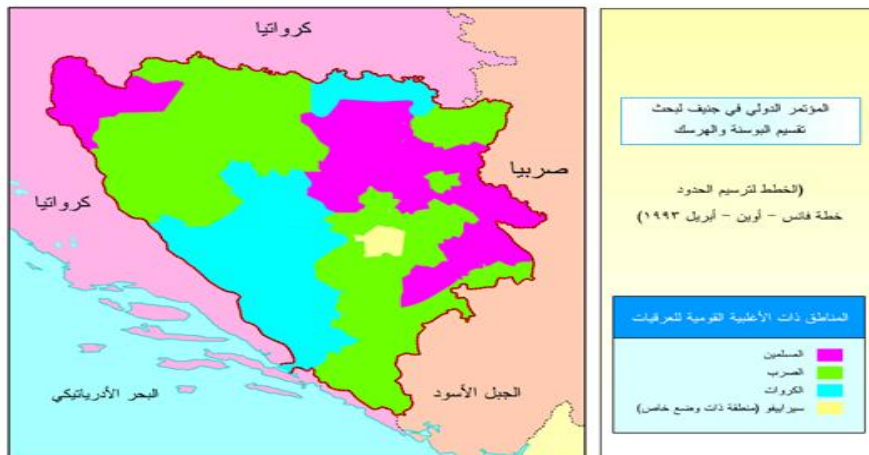 كرواتيا
صربيا
كرواتيا
البحر الأدرياتيكي
الجبل الأسود
المؤتمر الدولي في جنيف لبحث
تقسيم البوسنة والهرسك
(الخطط لترسيم الحدود
خطة فانس - أوين - أبريل ١٩٩٣)
المناطق ذات الأغلبية القومية للعرقيات
المسلمين
الصرب
الكروات
سيراييفو (منطقة ذات وضع خاص)